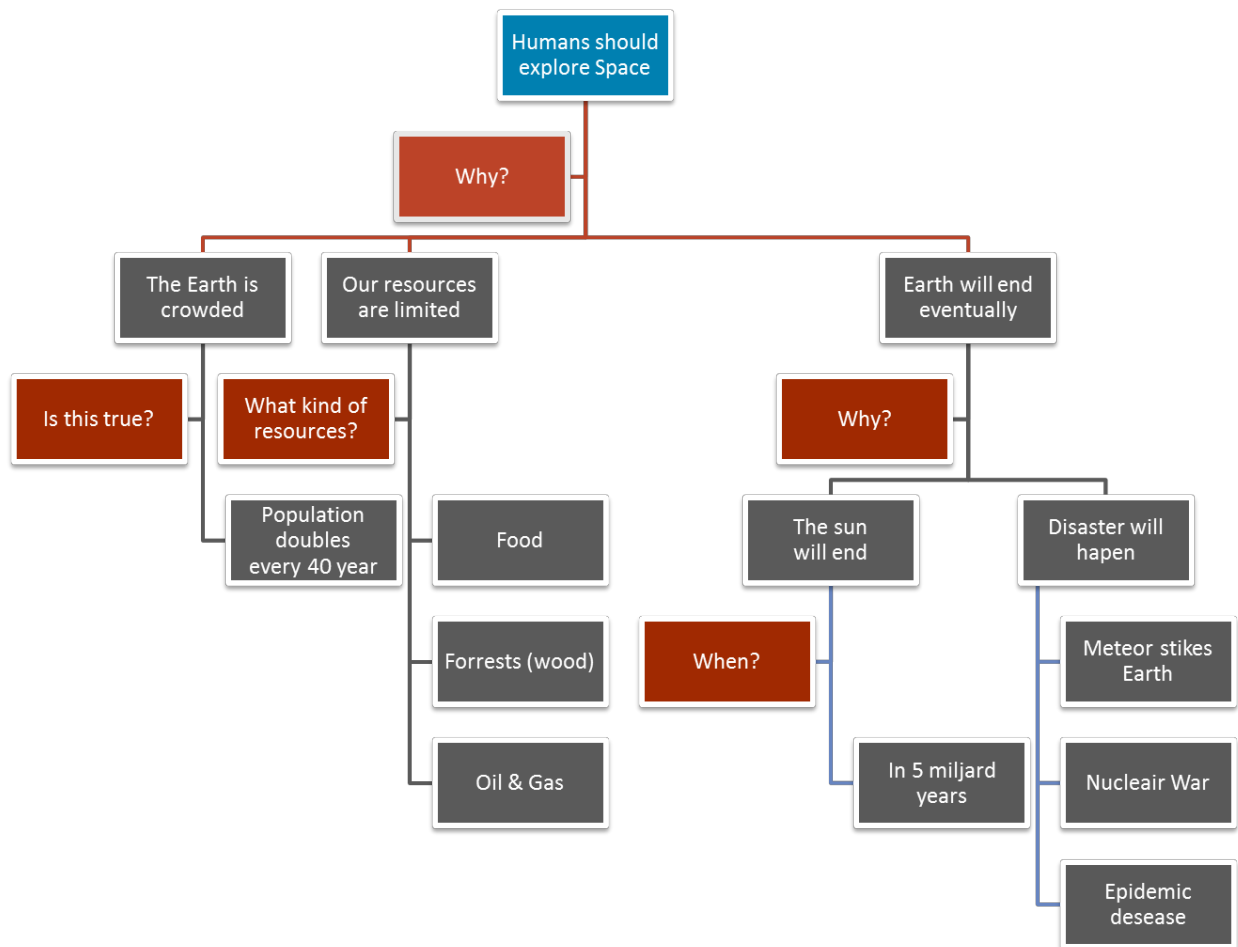 Humans should
explore Space
Why?
The Earth is
crowded
Our resources
are limited
Earth will end
eventually
Is this true?
What kind of
resources?
Why?
Population
doubles
every 40 year
Food
The sun
will end
Disaster will
hapen
Forrests (wood)
When?
Meteor stikes
Earth
Oil & Gas
In 5 miljard
years
Nucleair War
Epidemic
desease